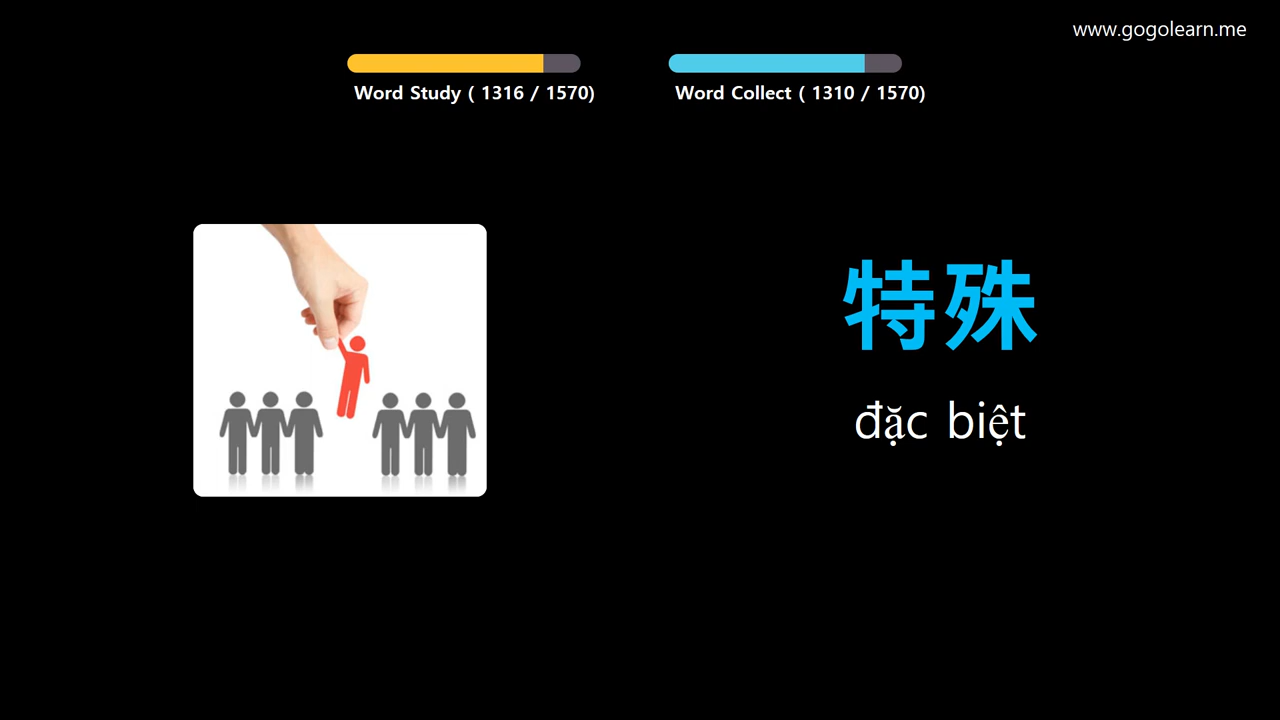 www.gogolearn.me
Word Study ( 1316 / 1570)
Word Collect ( 1310 / 1570)
特殊
đặc biệt